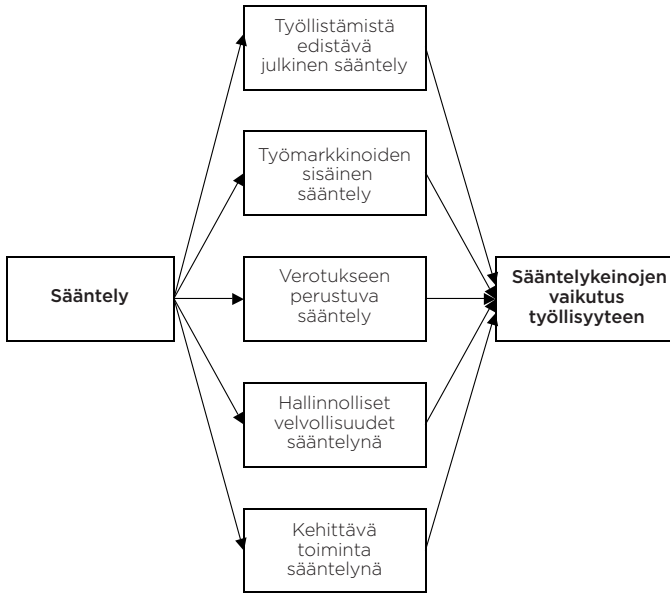 Työllistämistä
edistävä
julkinen sääntely
Työmarkkinoiden
sisäinen
sääntely
Sääntely
Verotukseen
perustuva
sääntely
Sääntelykeinojen
vaikutus
työllisyyteen
Hallinnolliset
velvollisuudet
sääntelynä
Kehittävä
toiminta
sääntelynä